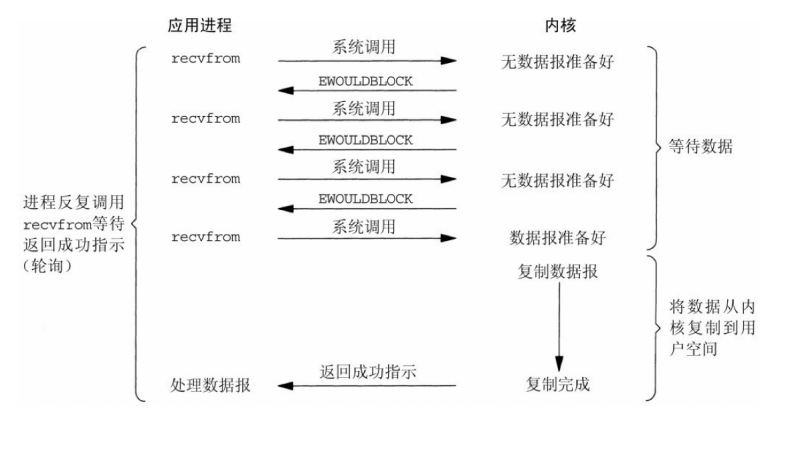 应用进程
内核
recvfrom
系统调用
无数据报准备好
EWOULDBLOCK
recvfrom
系统调用
无数据报准备好
EWOULDBLOCK
等待数据
recvfrom
系统调用
无数据报准备好
EWOULDBLOCK
进程反复调用
recvfrom等待
返回成功指示
（轮询）
recvfrom
系统调用
数据报准备好
复制数据报
将数据从内
核复制到用
户空间
处理数据报
返回成功指示
复制完成